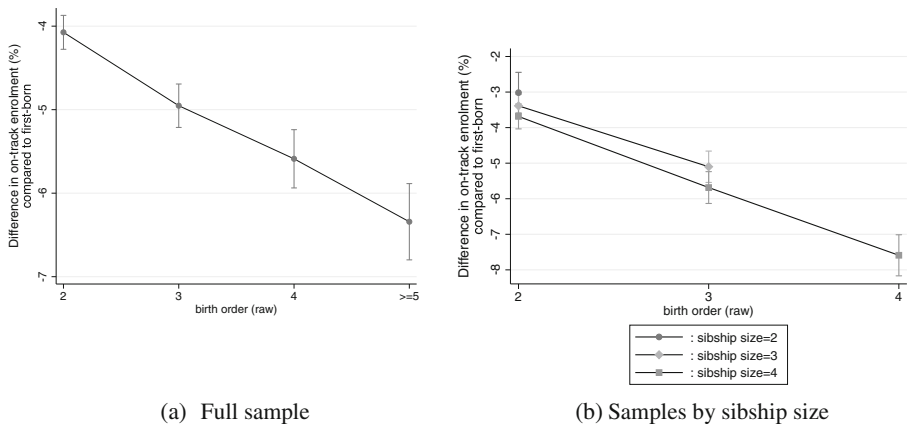 -4
-5
-6
-7
Difference in on-track enrolment (%)
compared to first-born
2 3 4 >=5
birth order (raw)
(a) Full sample
-2
-3
-4
-5
-6
-7
-8
Difference in on-track enrolment (%)
compared to first-born
2 3 4
birth order (raw)
: sibship size=2
: sibship size=3
: sibship size=4
(b) Samples by sibship size